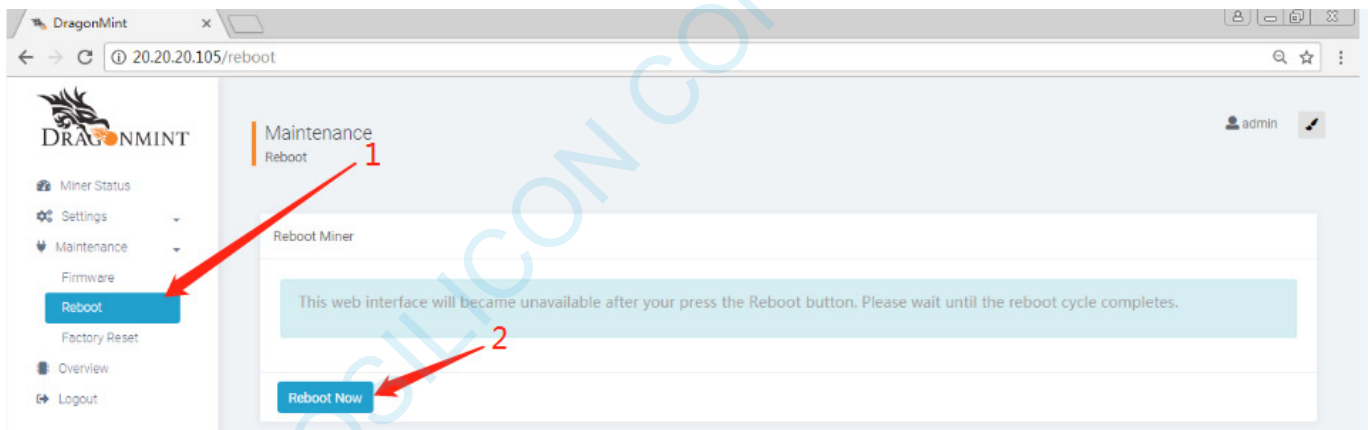 DragonMint
20.20.20.105/reboot
DRAGONMINT
admin
Maintenance
Reboot
1
Miner Status
Settings
Maintenance
Firmware
Reboot
Factory Reset
Overview
Logout
Reboot Miner
This web interface will became unavailable after your press the Reboot button. Please wait until the reboot cycle completes.
2
Reboot Now
OSILICON CO